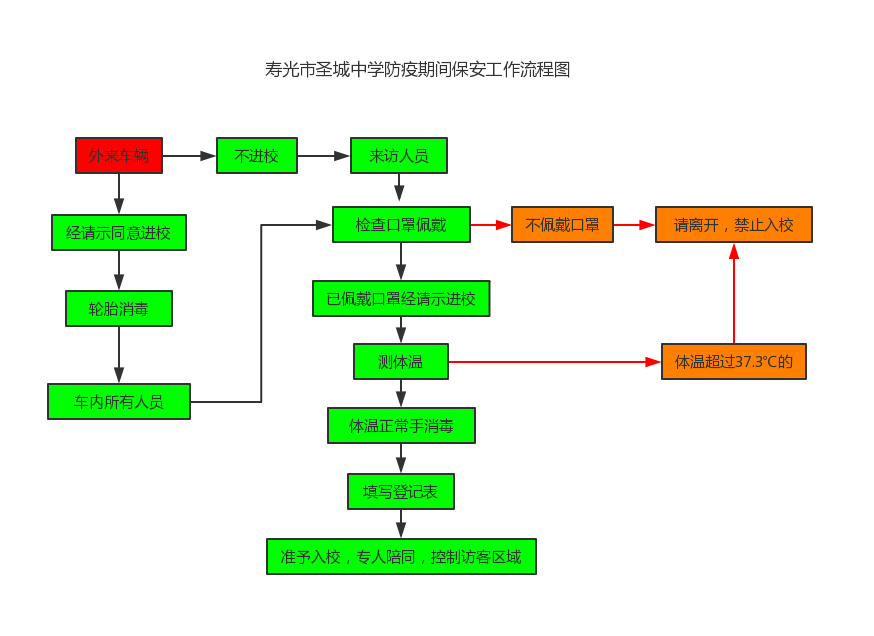 寿光市圣城中学防疫期间保安工作流程图
外来车辆
不进校
来访人员
经请示同意进校
检查口罩佩戴
不佩戴口罩
请离开，禁止入校
轮胎消毒
已佩戴口罩经请示进校
测体温
体温超过37.3℃的
车内所有人员
体温正常手消毒
填写登记表
准予入校，专人陪同，控制访客区域